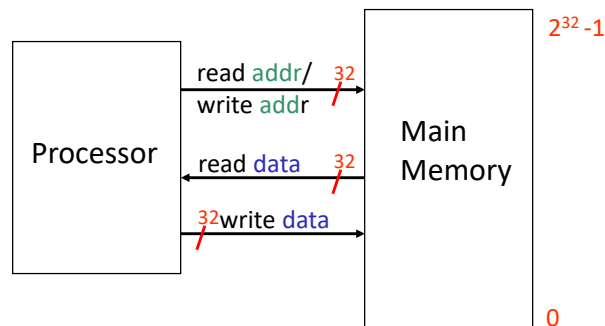 Processor
read addr/
write addr
32
read data
32
32 write data
Main
Memory
2³²-1
0